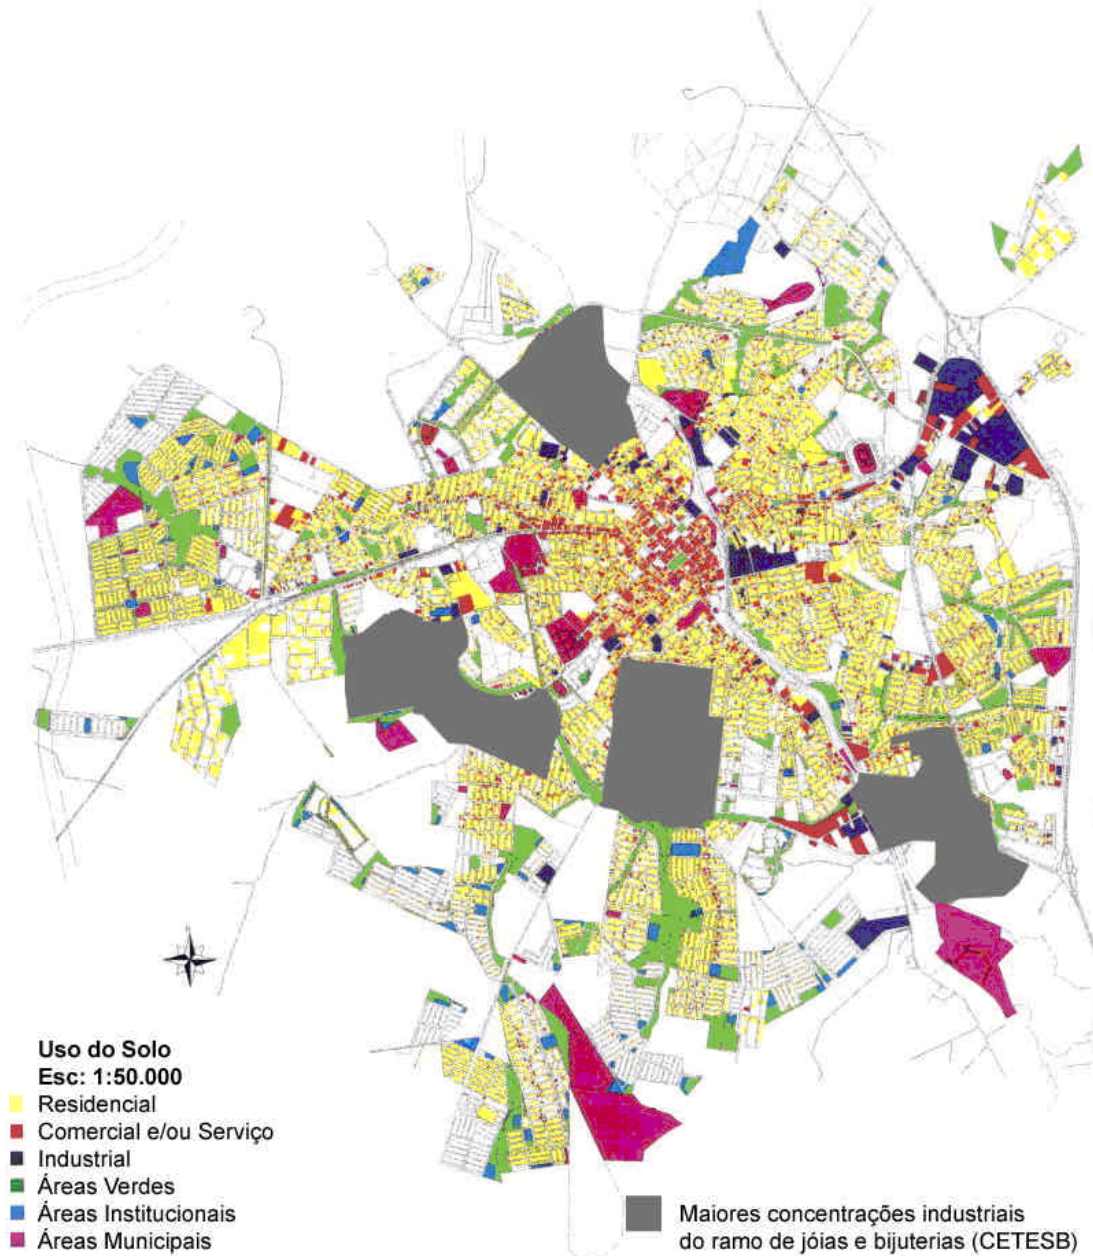 Uso do Solo
Esc: 1:50.000
Residencial
Comercial e/ou Serviço
Industrial
Áreas Verdes
Áreas Institucionais
Áreas Municipais
Maiores concentrações industriais
do ramo de jóias e bijuterias (CETESB)